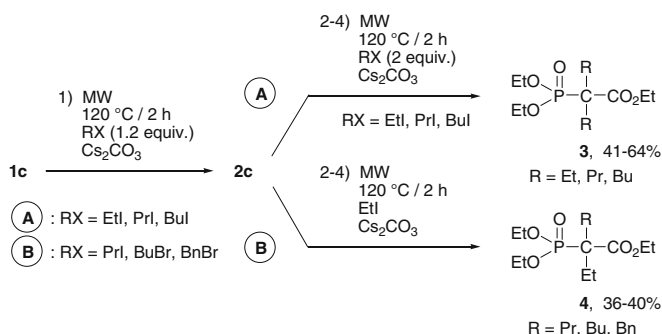 1) MW
120 °C / 2 h
RX (1.2 equiv.)
Cs₂CO₃
1c
2c
A : RX = EtI, PrI, BuI
B : RX = PrI, BuBr, BnBr
A
2-4) MW
120 °C / 2 h
RX (2 equiv.)
Cs₂CO₃
RX = EtI, PrI, BuI
O R
EtO
P C CO₂Et
EtO
R
3, 41-64%
R = Et, Pr, Bu
B
2-4) MW
120 °C / 2 h
EtI
Cs₂CO₃
O R
EtO
P C CO₂Et
EtO
Et
4, 36-40%
R = Pr, Bu, Bn